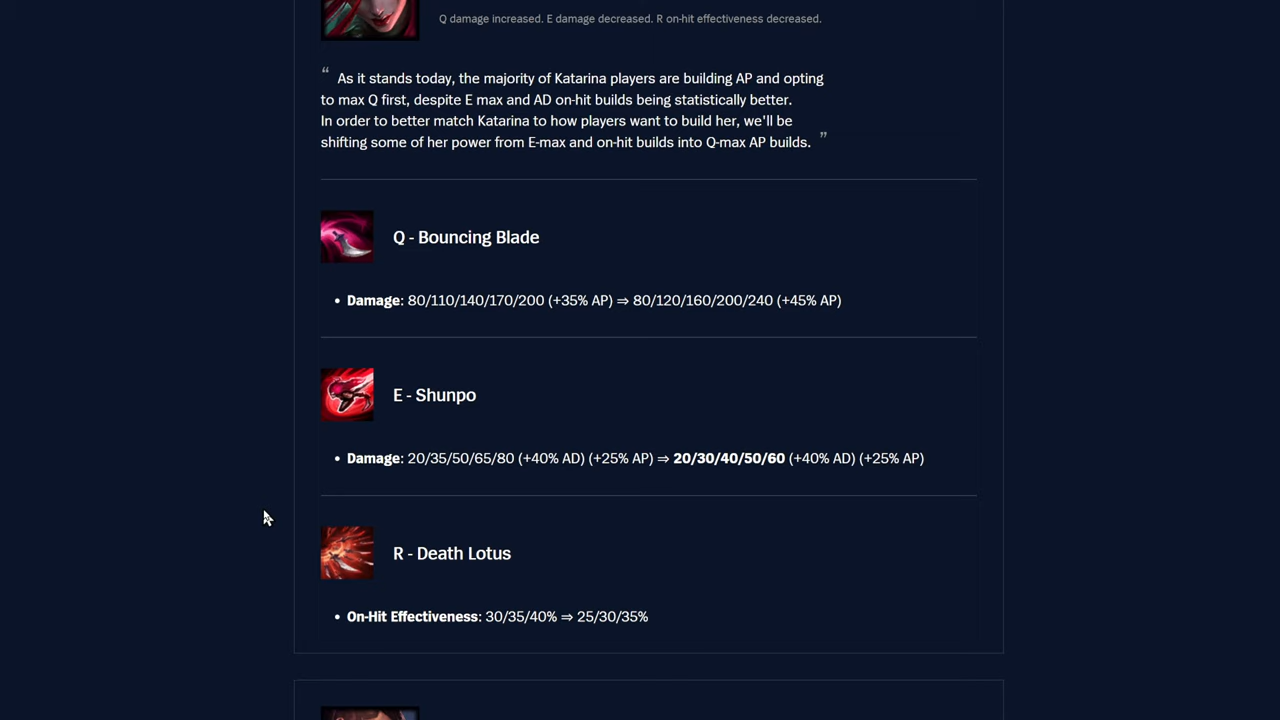 Q damage increased. E damage decreased. R on-hit effectiveness decreased.
“ As it stands today, the majority of Katarina players are building AP and opting
to max Q first, despite E max and AD on-hit builds being statistically better.
In order to better match Katarina to how players want to build her, we'll be
shifting some of her power from E-max and on-hit builds into Q-max AP builds. ”
Q - Bouncing Blade
• Damage: 80/110/140/170/200 (+35% AP) ⇒ 80/120/160/200/240 (+45% AP)
E - Shunpo
• Damage: 20/35/50/65/80 (+40% AD) (+25% AP) ⇒ 20/30/40/50/60 (+40% AD) (+25% AP)
R - Death Lotus
• On-Hit Effectiveness: 30/35/40% ⇒ 25/30/35%